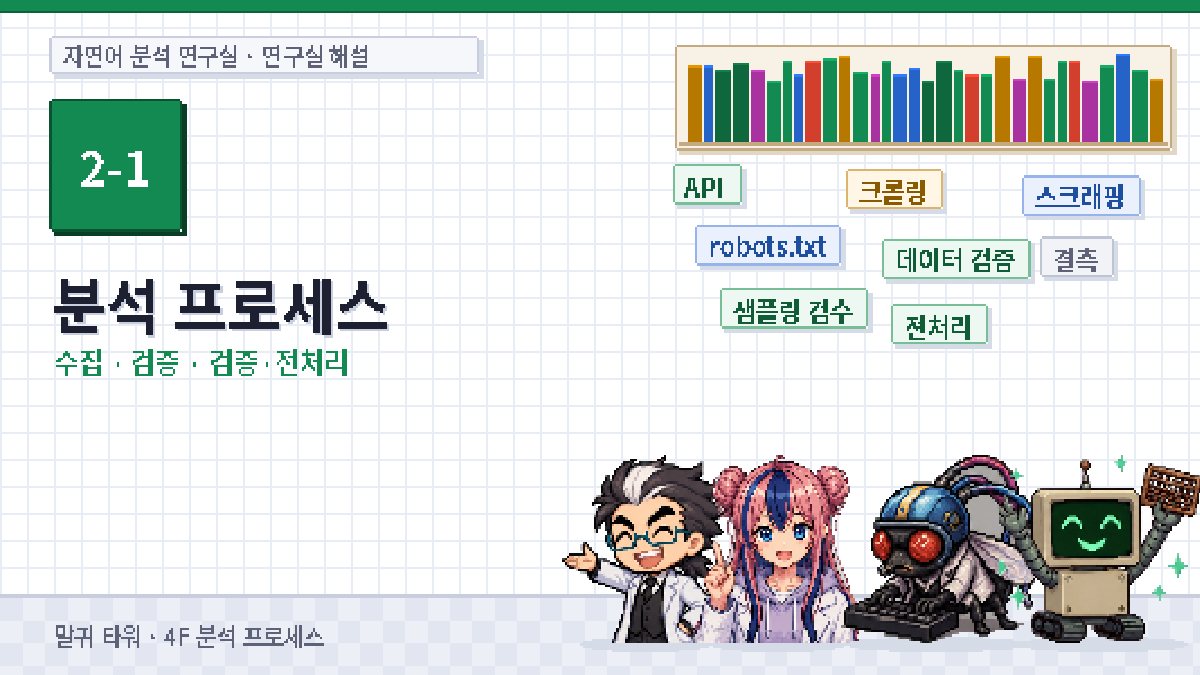 자연어 분석 연구실 · 연구실 해설
2-1
분석 프로세스
수집 · 검증 · 검증·전처리
API
크롤링
스크래핑
robots.txt
데이터 검증
결측
샘플링 검수
전처리
말귀 타워 · 4F 분석 프로세스